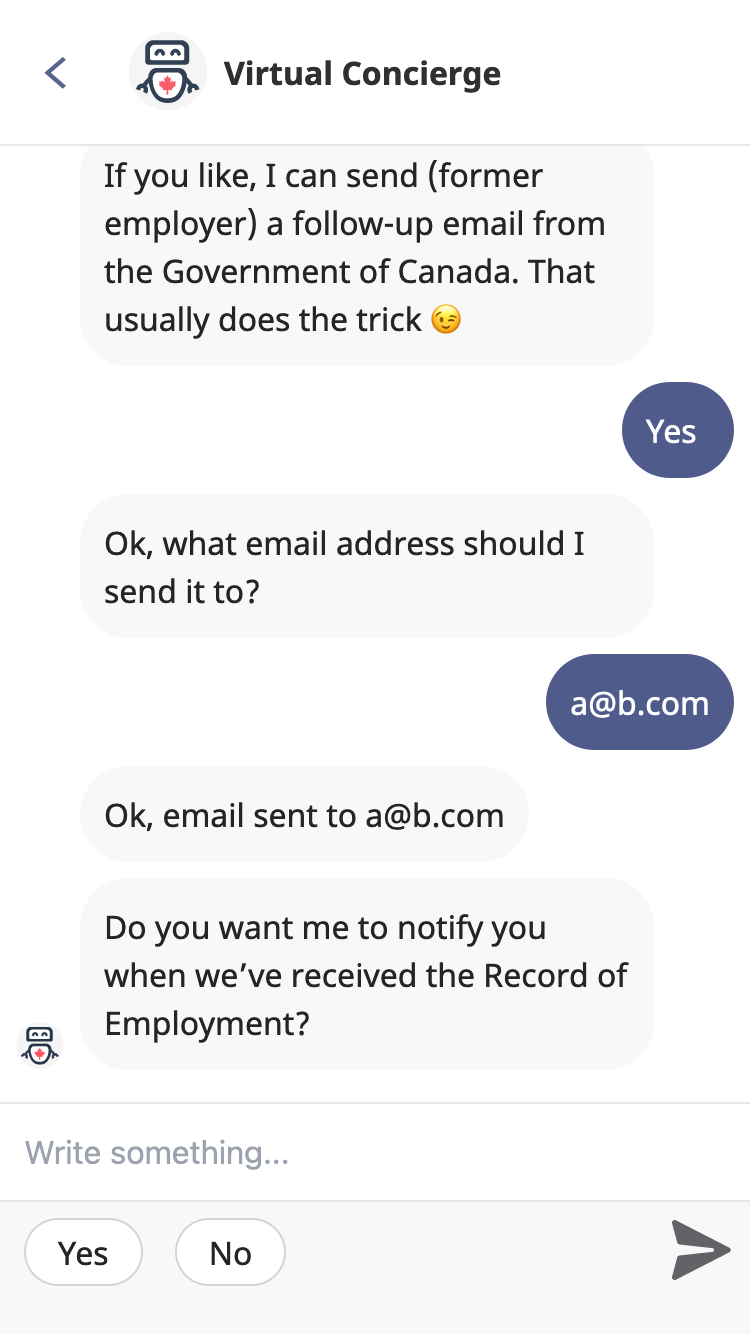 Virtual Concierge
If you like, I can send (former
employer) a follow-up email from
the Government of Canada. That
usually does the trick 😉
Yes
Ok, what email address should I
send it to?
a@b.com
Ok, email sent to a@b.com
Do you want me to notify you
when we’ve received the Record of
Employment?
Write something...
Yes No